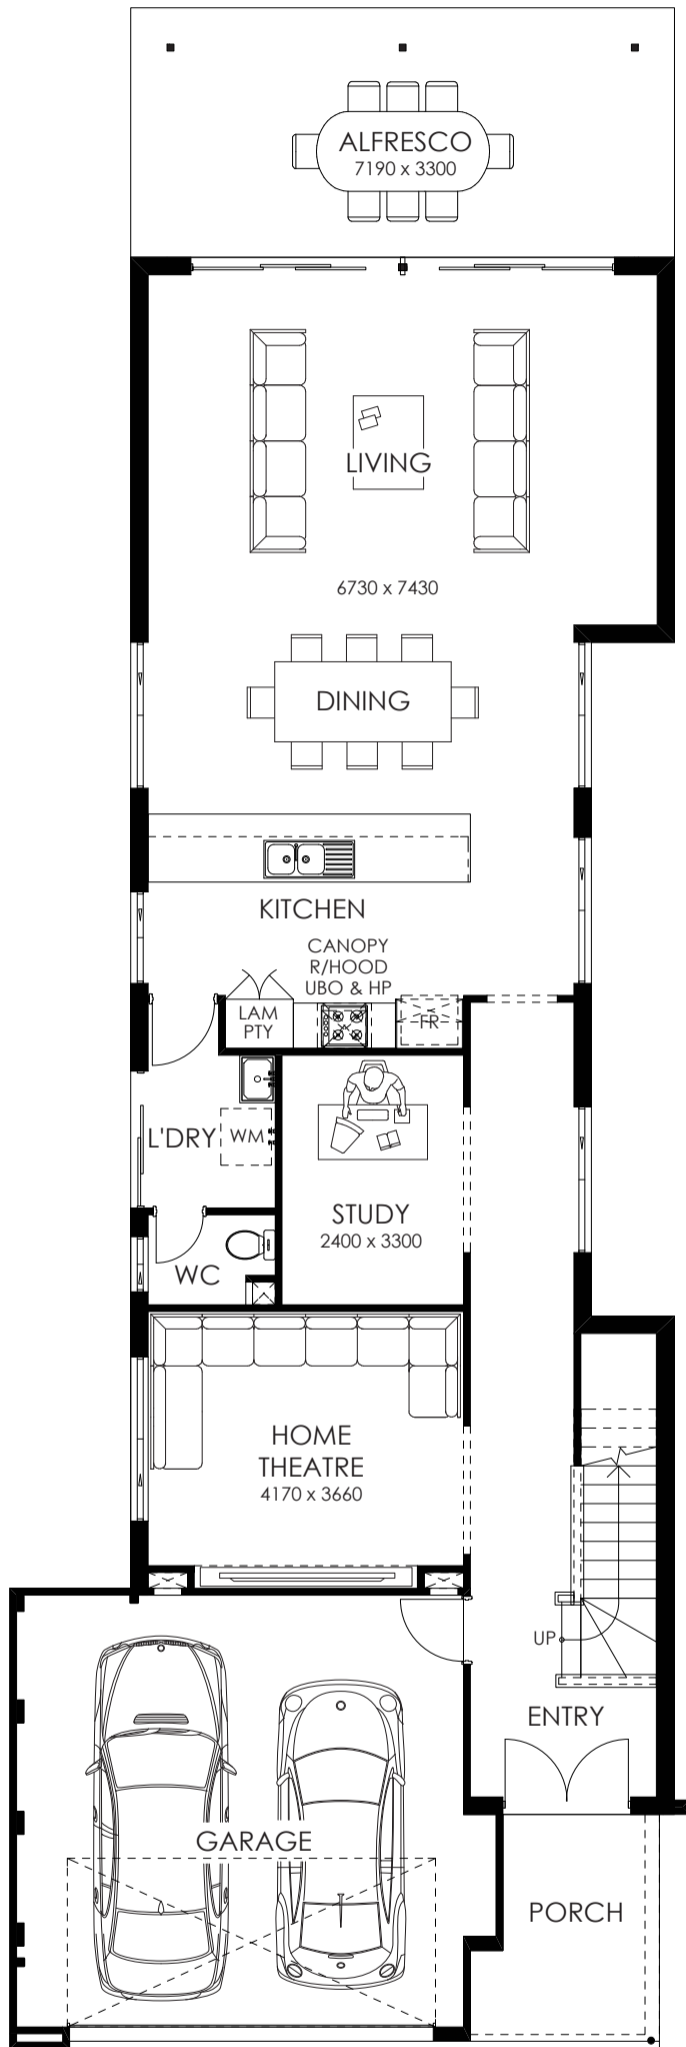 ALFRESCO
7190 x 3300
LIVING
6730 x 7430
DINING
KITCHEN
CANOPY
R/HOOD
UBO & HP
LAM
PTY
FR
L'DRY
WM
STUDY
2400 x 3300
WC
HOME
THEATRE
4170 x 3660
UP
ENTRY
GARAGE
PORCH